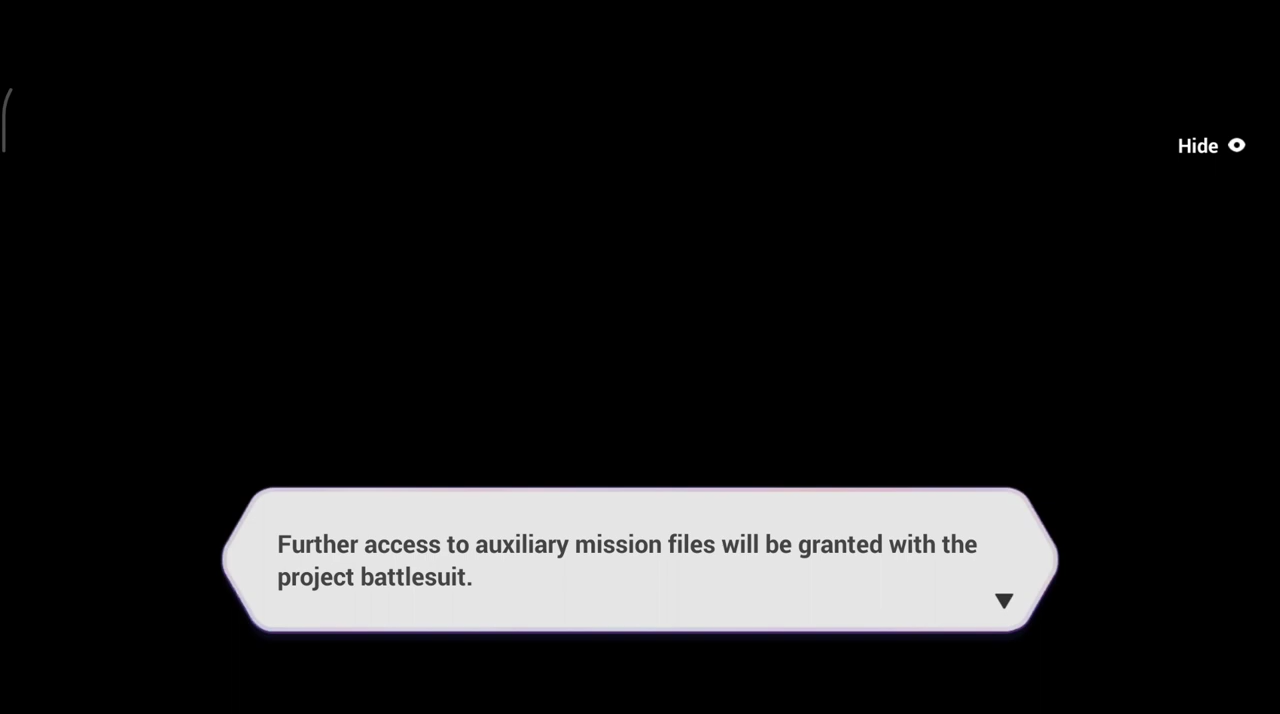 Hide
Further access to auxiliary mission files will be granted with the
project battlesuit.